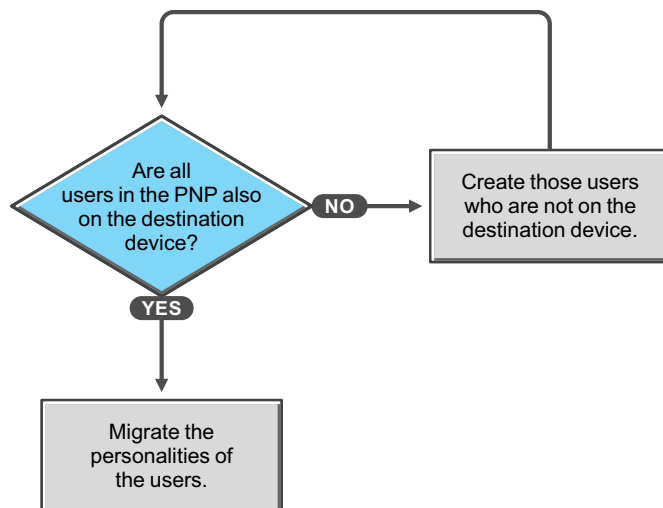 Are all
users in the PNP also
on the destination
device?
NO
Create those users
who are not on the
destination device.
YES
Migrate the
personalities of
the users.